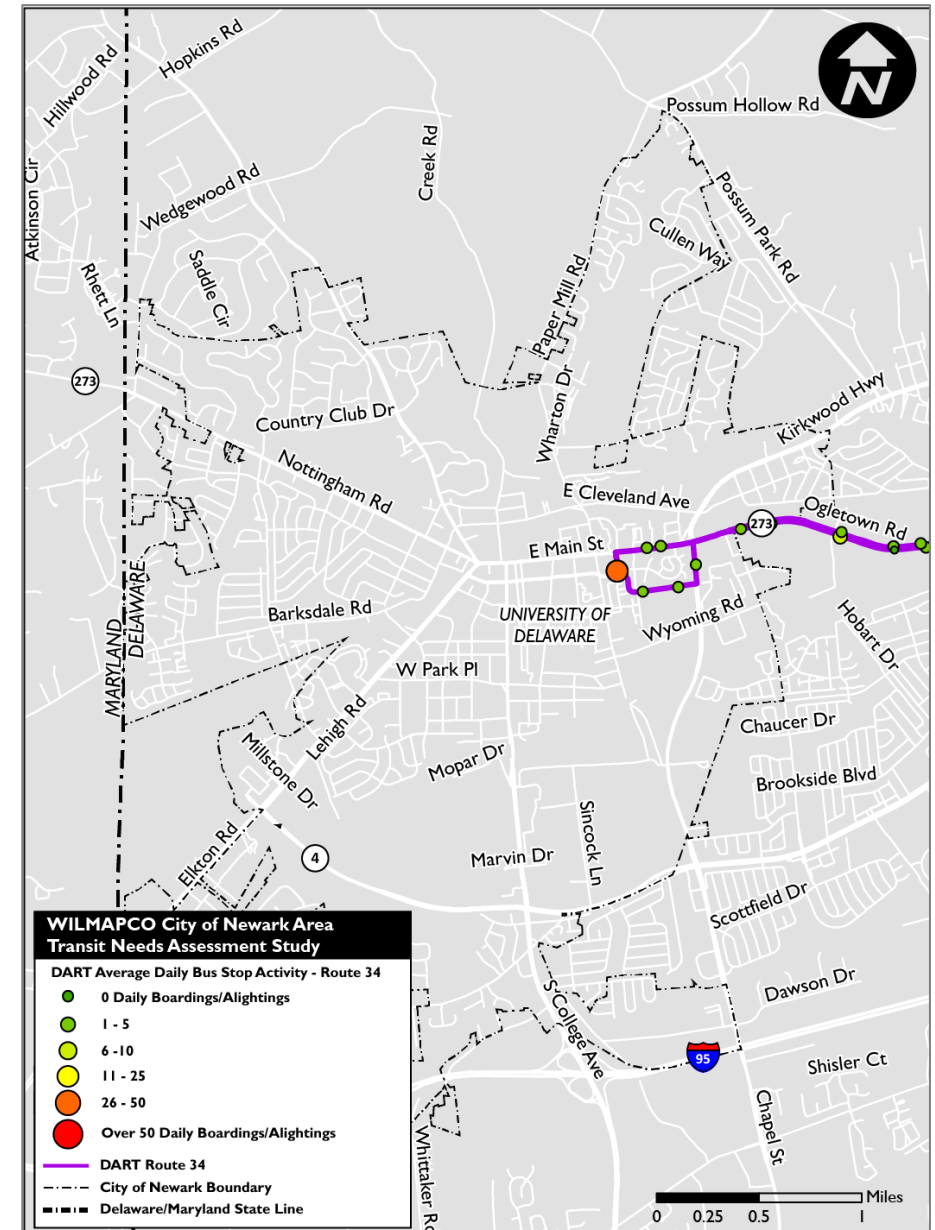 Hopkins Rd
Hillwood Rd
N
Possum Hollow Rd
Creek Rd
Atkinson Cir
Wedgewood Rd
Possum Park Rd
Cullen Way
Saddle Cir
Rhett Ln
Paper Mill Rd
273
Wharton Dr
Kirkwood Hwy
Country Club Dr
Nottingham Rd
E Cleveland Ave
Ogletown Rd
273
E Main St
DELAWARE
MARYLAND
Barksdale Rd
UNIVERSITY OF
DELAWARE
Wyoming Rd
Hobart Dr
W Park Pl
Lehigh Rd
Chaucer Dr
Millstone Dr
Mopar Dr
Brookside Blvd
Sincock Ln
Elkton Rd
4
Marvin Dr
Scottfield Dr
S College Ave
Dawson Dr
95
Shisler Ct
Chapel St
Whittaker Rd
WILMAPCO City of Newark Area
Transit Needs Assessment Study
DART Average Daily Bus Stop Activity - Route 34
0 Daily Boardings/Alightings
1 - 5
6 -10
11 - 25
26 - 50
Over 50 Daily Boardings/Alightings
DART Route 34
City of Newark Boundary
Delaware/Maryland State Line
Miles
0 0.25 0.5 1